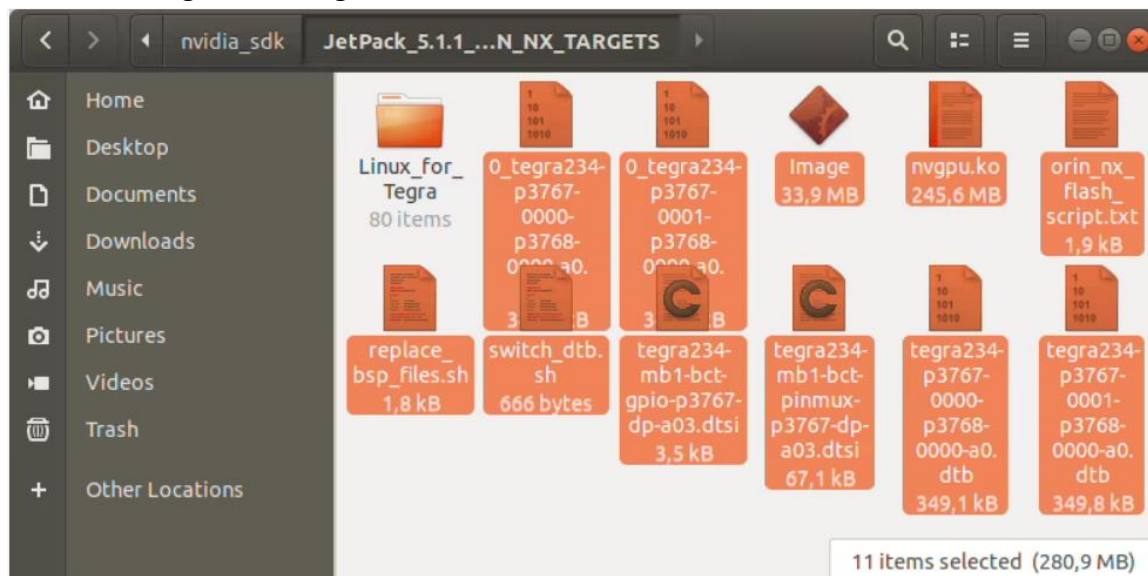 nvidia_sdk
JetPack_5.1.1_...N_NX_TARGETS
Home
Desktop
Documents
Downloads
Music
Pictures
Videos
Trash
Other Locations
Linux_for_
Tegra
80 items
0_tegra234-
p3767-
0000-
p3768-
0_tegra234-
p3767-
0001-
p3768-
Image
33,9 MB
nvgpu.ko
245,6 MB
orin_nx_
flash_
script.txt
1,9 kB
replace_
bsp_files.sh
1,8 kB
switch_dtb.
sh
666 bytes
tegra234-
mb1-bct-
gpio-p3767-
dp-a03.dtsi
3,5 kB
tegra234-
mb1-bct-
pinmux-
p3767-dp-
a03.dtsi
67,1 kB
tegra234-
p3767-
0000-
p3768-
0000-a0.
dtb
349,1 kB
tegra234-
p3767-
0001-
p3768-
0000-a0.
dtb
349,8 kB
11 items selected (280,9 MB)